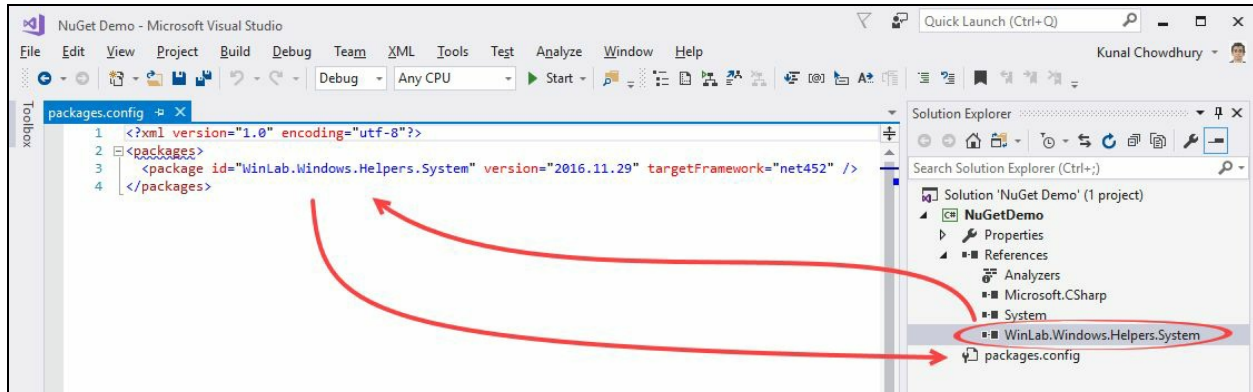 NuGet Demo - Microsoft Visual Studio
Quick Launch (Ctrl+Q)
File Edit View Project Build Debug Team XML Tools Test Analyze Window Help
Kunal Chowdhury
Debug Any CPU Start
Toolbox
packages.config
1 <?xml version="1.0" encoding="utf-8"?>
2 <packages>
3 <package id="WinLab.Windows.Helpers.System" version="2016.11.29" targetFramework="net452" />
4 </packages>
Solution Explorer
Search Solution Explorer (Ctrl+;)
Solution 'NuGet Demo' (1 project)
C# NuGetDemo
Properties
References
Analyzers
Microsoft.CSharp
System
WinLab.Windows.Helpers.System
packages.config